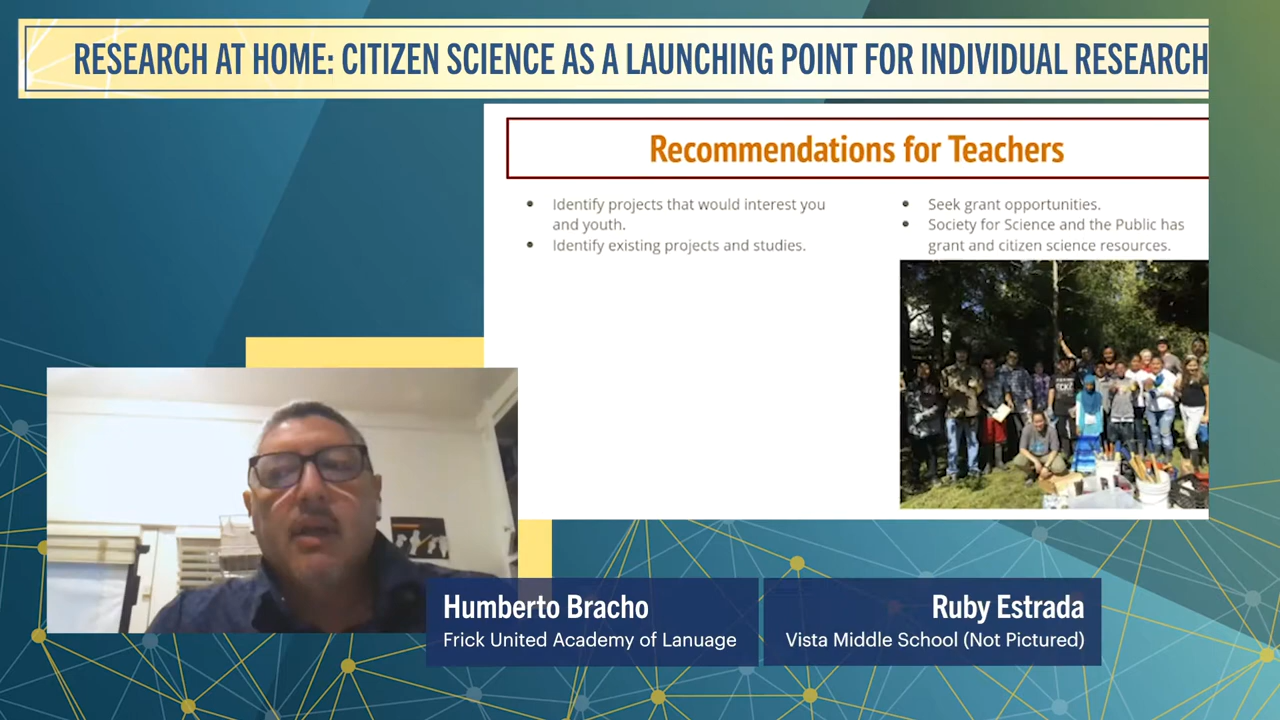 RESEARCH AT HOME: CITIZEN SCIENCE AS A LAUNCHING POINT FOR INDIVIDUAL RESEARCH
Recommendations for Teachers
Identify projects that would interest you
and youth.
Identify existing projects and studies.
Seek grant opportunities.
Society for Science and the Public has
grant and citizen science resources.
Humberto Bracho
Frick United Academy of Lanuage
Ruby Estrada
Vista Middle School (Not Pictured)